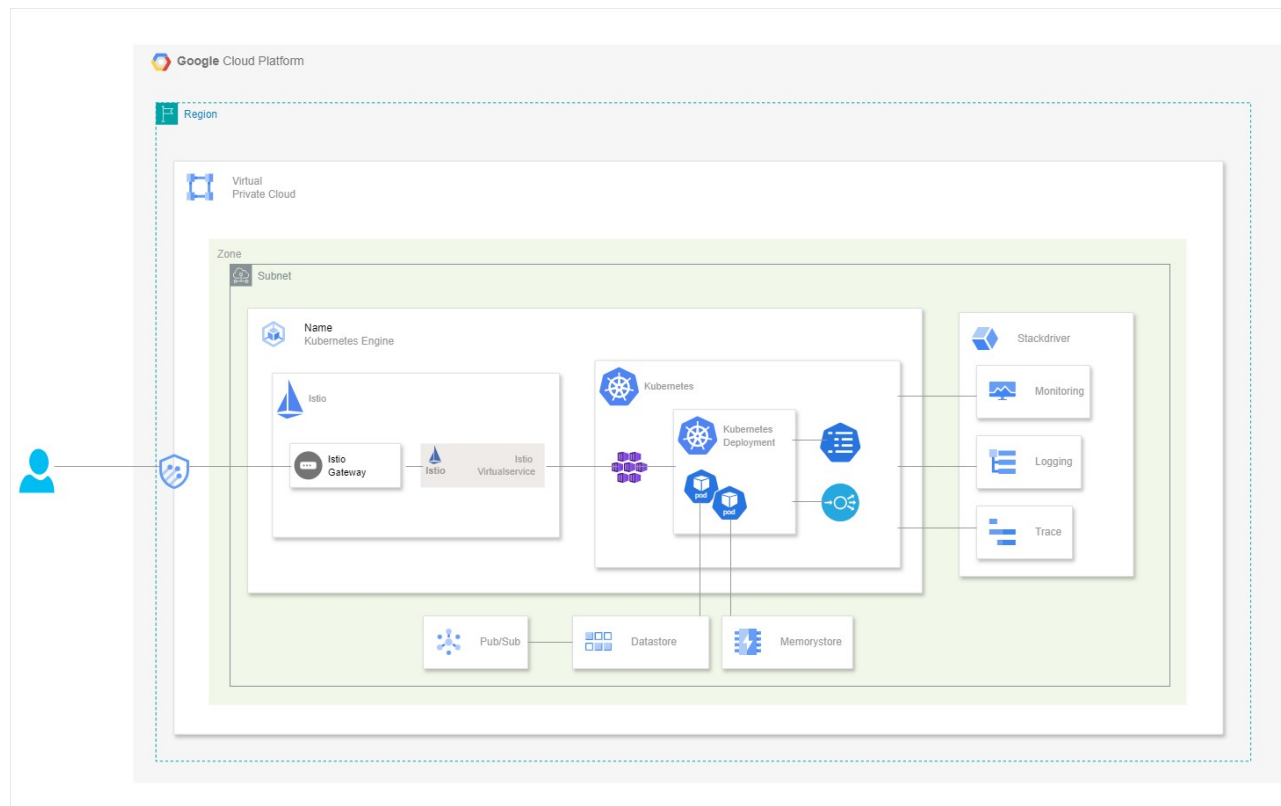 Google Cloud Platform
Region
Virtual
Private Cloud
Zone
Subnet
Name
Kubernetes Engine
Istio
Istio
Gateway
Istio
Istio
Virtualservice
Kubernetes
Kubernetes
Deployment
pod
pod
Stackdriver
Monitoring
Logging
Trace
Pub/Sub
Datastore
Memorystore